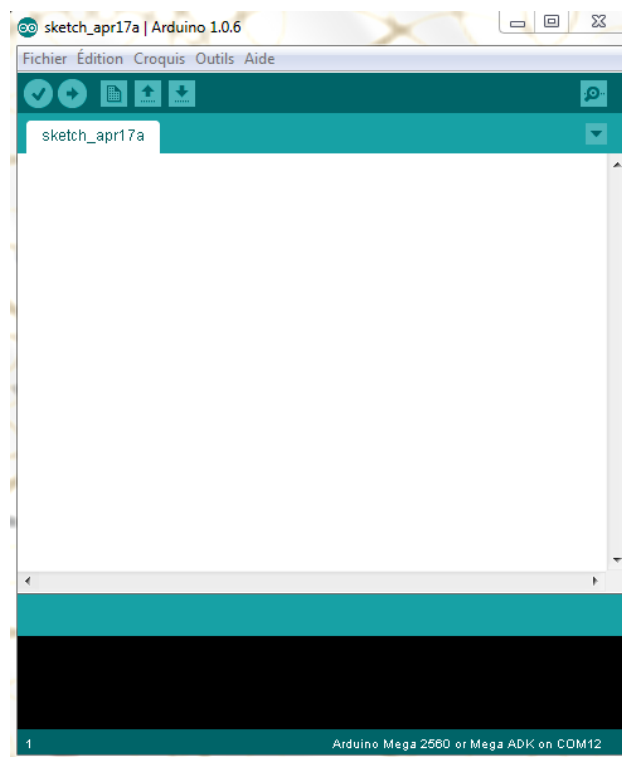 sketch_apr17a | Arduino 1.0.6
Fichier Édition Croquis Outils Aide
sketch_apr17a
1 Arduino Mega 2560 or Mega ADK on COM12